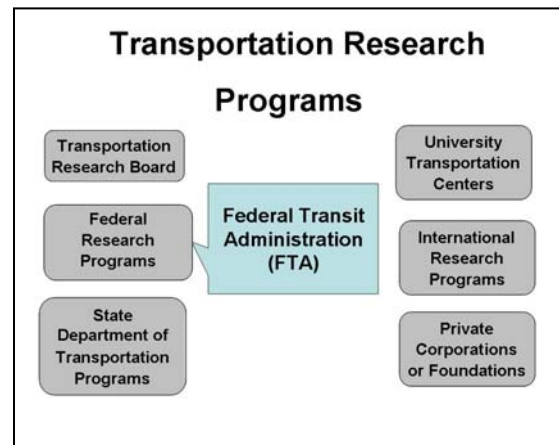 Transportation Research
Programs
Transportation
Research Board
Federal
Research
Programs
State
Department of
Transportation
Programs
Federal Transit
Administration
(FTA)
University
Transportation
Centers
International
Research
Programs
Private
Corporations
or Foundations